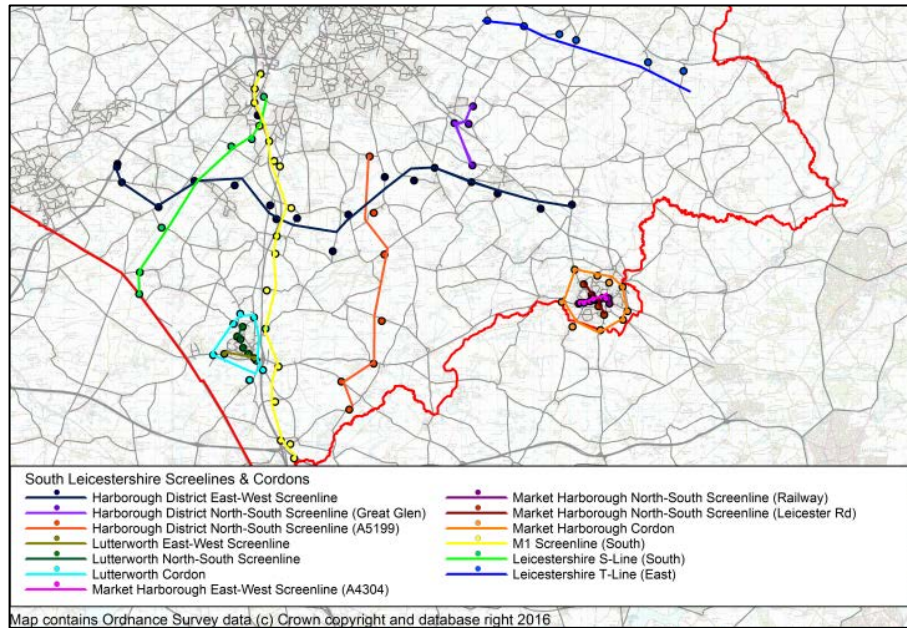 South Leicestershire Screelines & Cordons
Harborough District East-West Screenline
Harborough District North-South Screenline (Great Glen)
Harborough District North-South Screenline (A5199)
Lutterworth East-West Screenline
Lutterworth North-South Screenline
Lutterworth Cordon
Market Harborough East-West Screenline (A4304)
Market Harborough North-South Screenline (Railway)
Market Harborough North-South Screenline (Leicester Rd)
Market Harborough Cordon
M1 Screenline (South)
Leicestershire S-Line (South)
Leicestershire T-Line (East)
Map contains Ordnance Survey data (c) Crown copyright and database right 2016